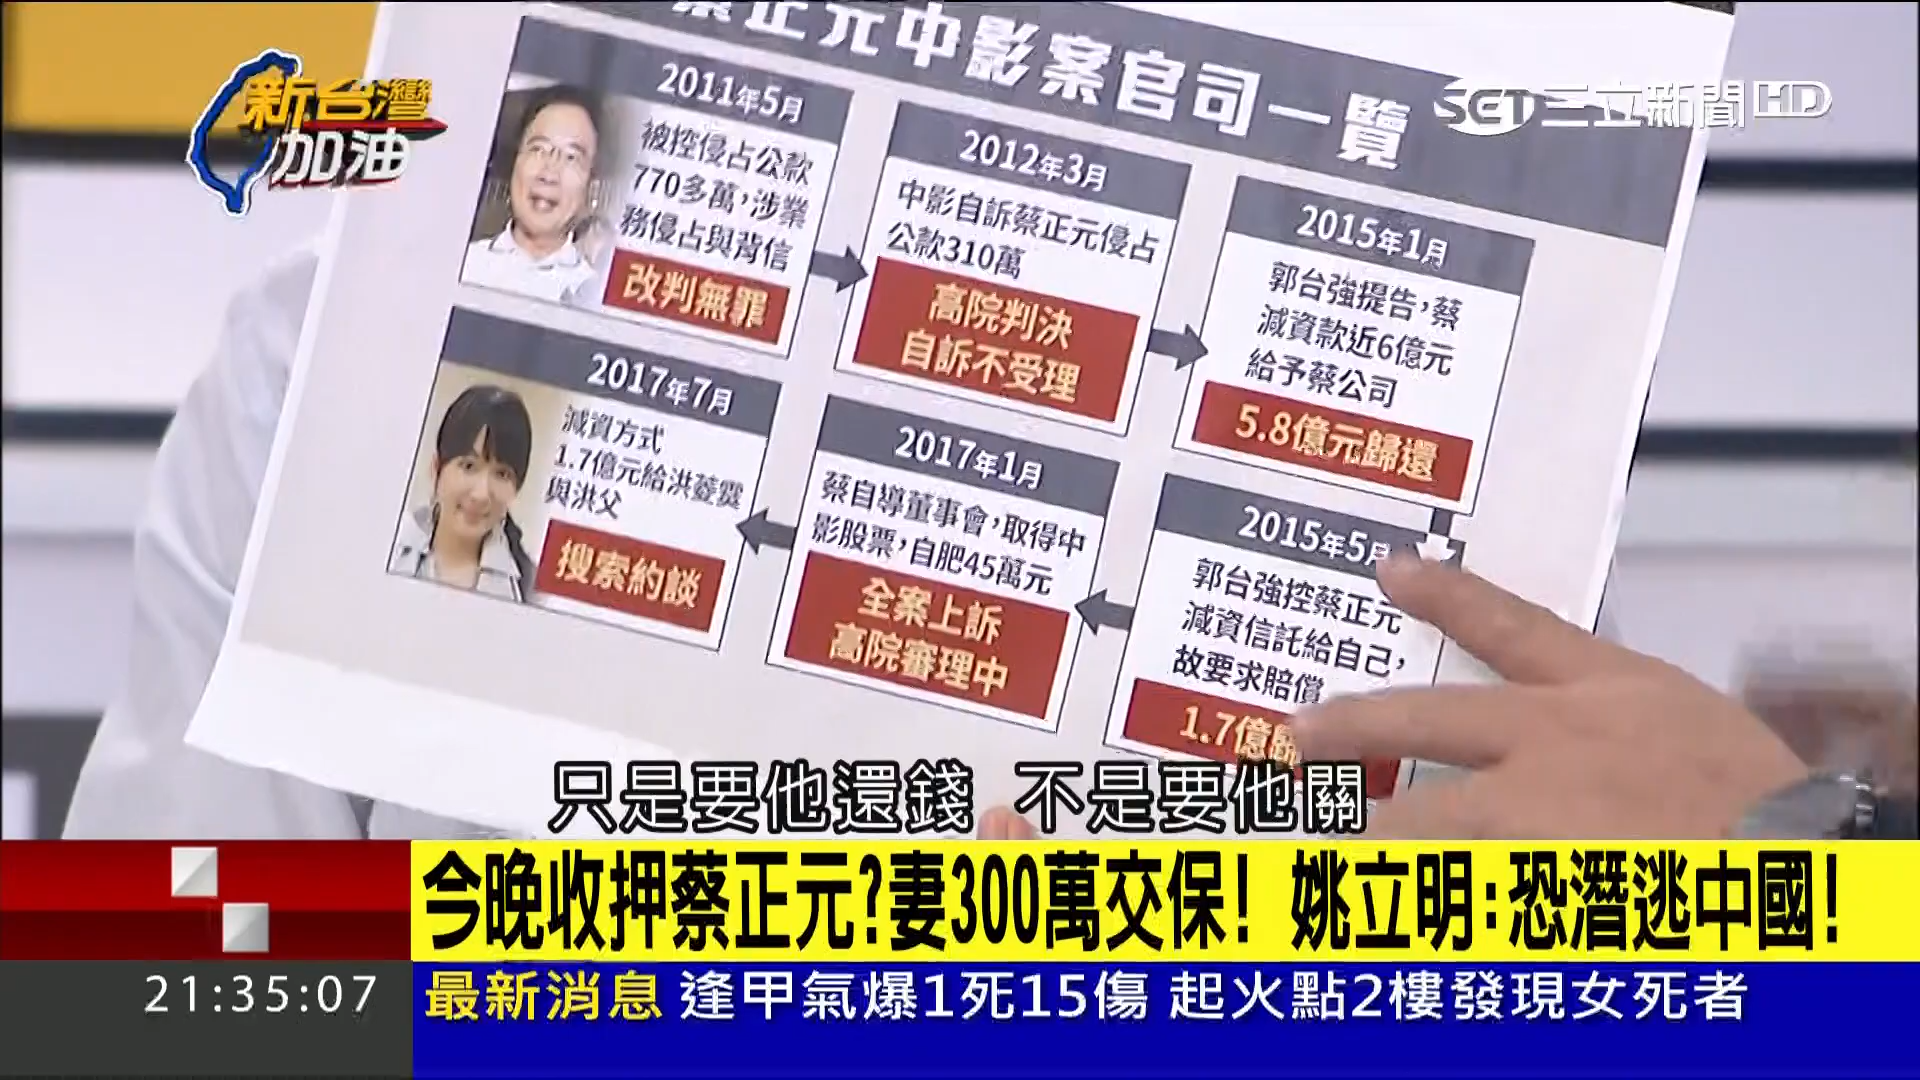 蔡正元中影案官司一覽
新台灣
加油
SET三立新聞HD
2011年5月
被控侵占公款
770多萬,涉業
務侵占與背信
改判無罪
2012年3月
中影自訴蔡正元侵占
公款310萬
高院判決
自訴不受理
2015年1月
郭台強提告,蔡
減資款近6億元
給予蔡公司
5.8億元歸還
2015年5月
郭台強控蔡正元
減資信託給自己,
故要求賠償
1.7億歸
2017年1月
蔡自導董事會,取得中
影股票,自肥45萬元
全案上訴
高院審理中
2017年7月
減資方式
1.7億元給洪菱霙
與洪父
搜索約談
只是要他還錢 不是要他關
今晚收押蔡正元?妻300萬交保! 姚立明:恐潛逃中國!
21:35:07
最新消息 逢甲氣爆1死15傷 起火點2樓發現女死者